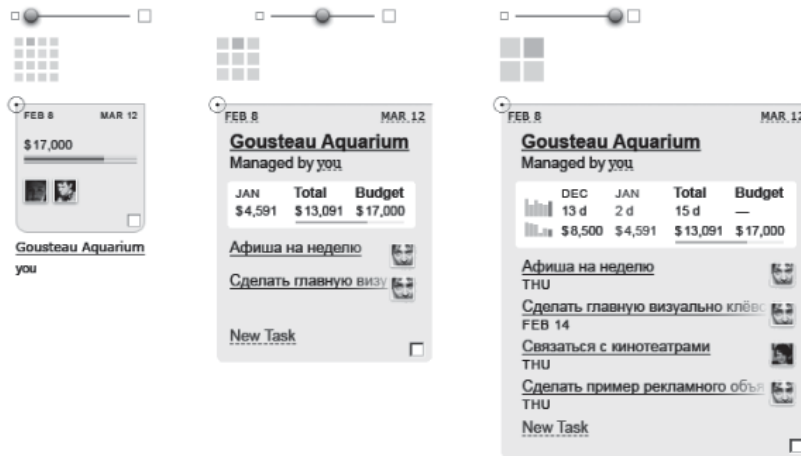 FEB 8 MAR 12
$17,000
Gousteau Aquarium
you
FEB 8 MAR 12
Gousteau Aquarium
Managed by you
JAN Total Budget
$4,591 $13,091 $17,000
Афиша на неделю
Сделать главную визу
New Task
FEB 8 MAR 12
Gousteau Aquarium
Managed by you
DEC JAN Total Budget
13 d 2 d 15 d —
$8,500 $4,591 $13,091 $17,000
Афиша на неделю
THU
Сделать главную визуально клёво
FEB 14
Связаться с кинотеатрами
THU
Сделать пример рекламного объя
THU
New Task